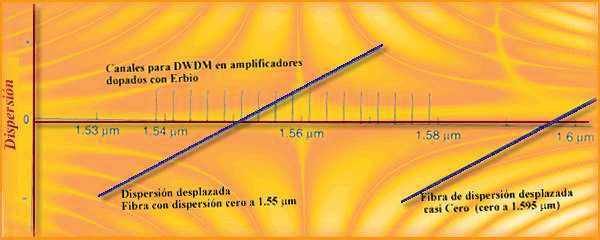 Canales para DWDM en amplificadores
dopados con Erbio
Dispersión
0
1.53 µm
1.54 µm
1.56 µm
1.58 µm
1.6 µm
Dispersión desplazada
Fibra con dispersión cero a 1.55 µm
Fibra de dispersión desplazada
casi Cero (cero a 1.595 µm)